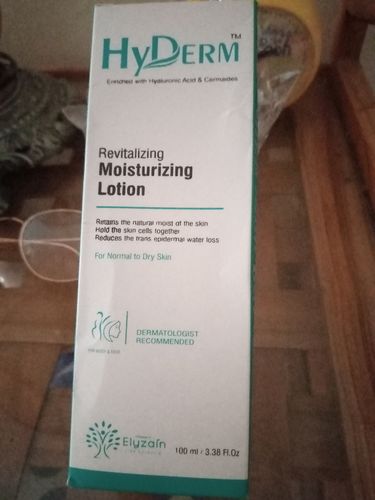 HyDERM™
Enriched with Hyaluronic Acid & Cermaides
Revitalizing
Moisturizing
Lotion
Retains the natural moist of the skin
Hold the skin cells together
Reduces the trans epidermal water loss
For Normal to Dry Skin
DERMATOLOGIST
RECOMMENDED
Elyzain
100 ml / 3.38 Fl.Oz